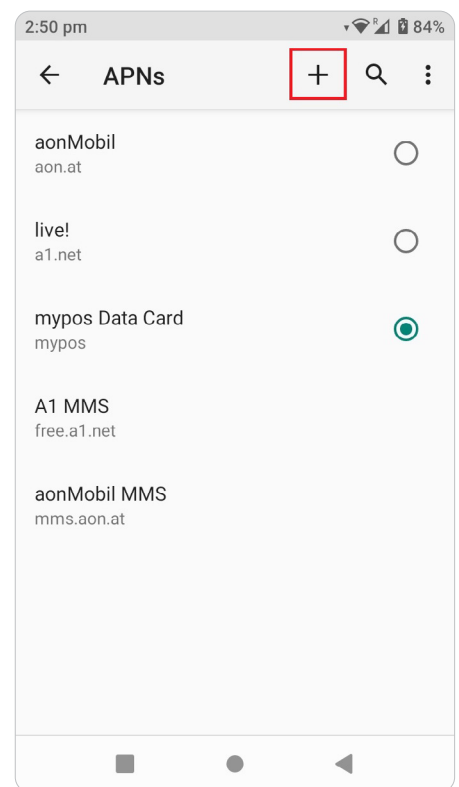 2:50 pm R 84%
APNs
aonMobil
aon.at
live!
a1.net
mypos Data Card
mypos
A1 MMS
free.a1.net
aonMobil MMS
mms.aon.at